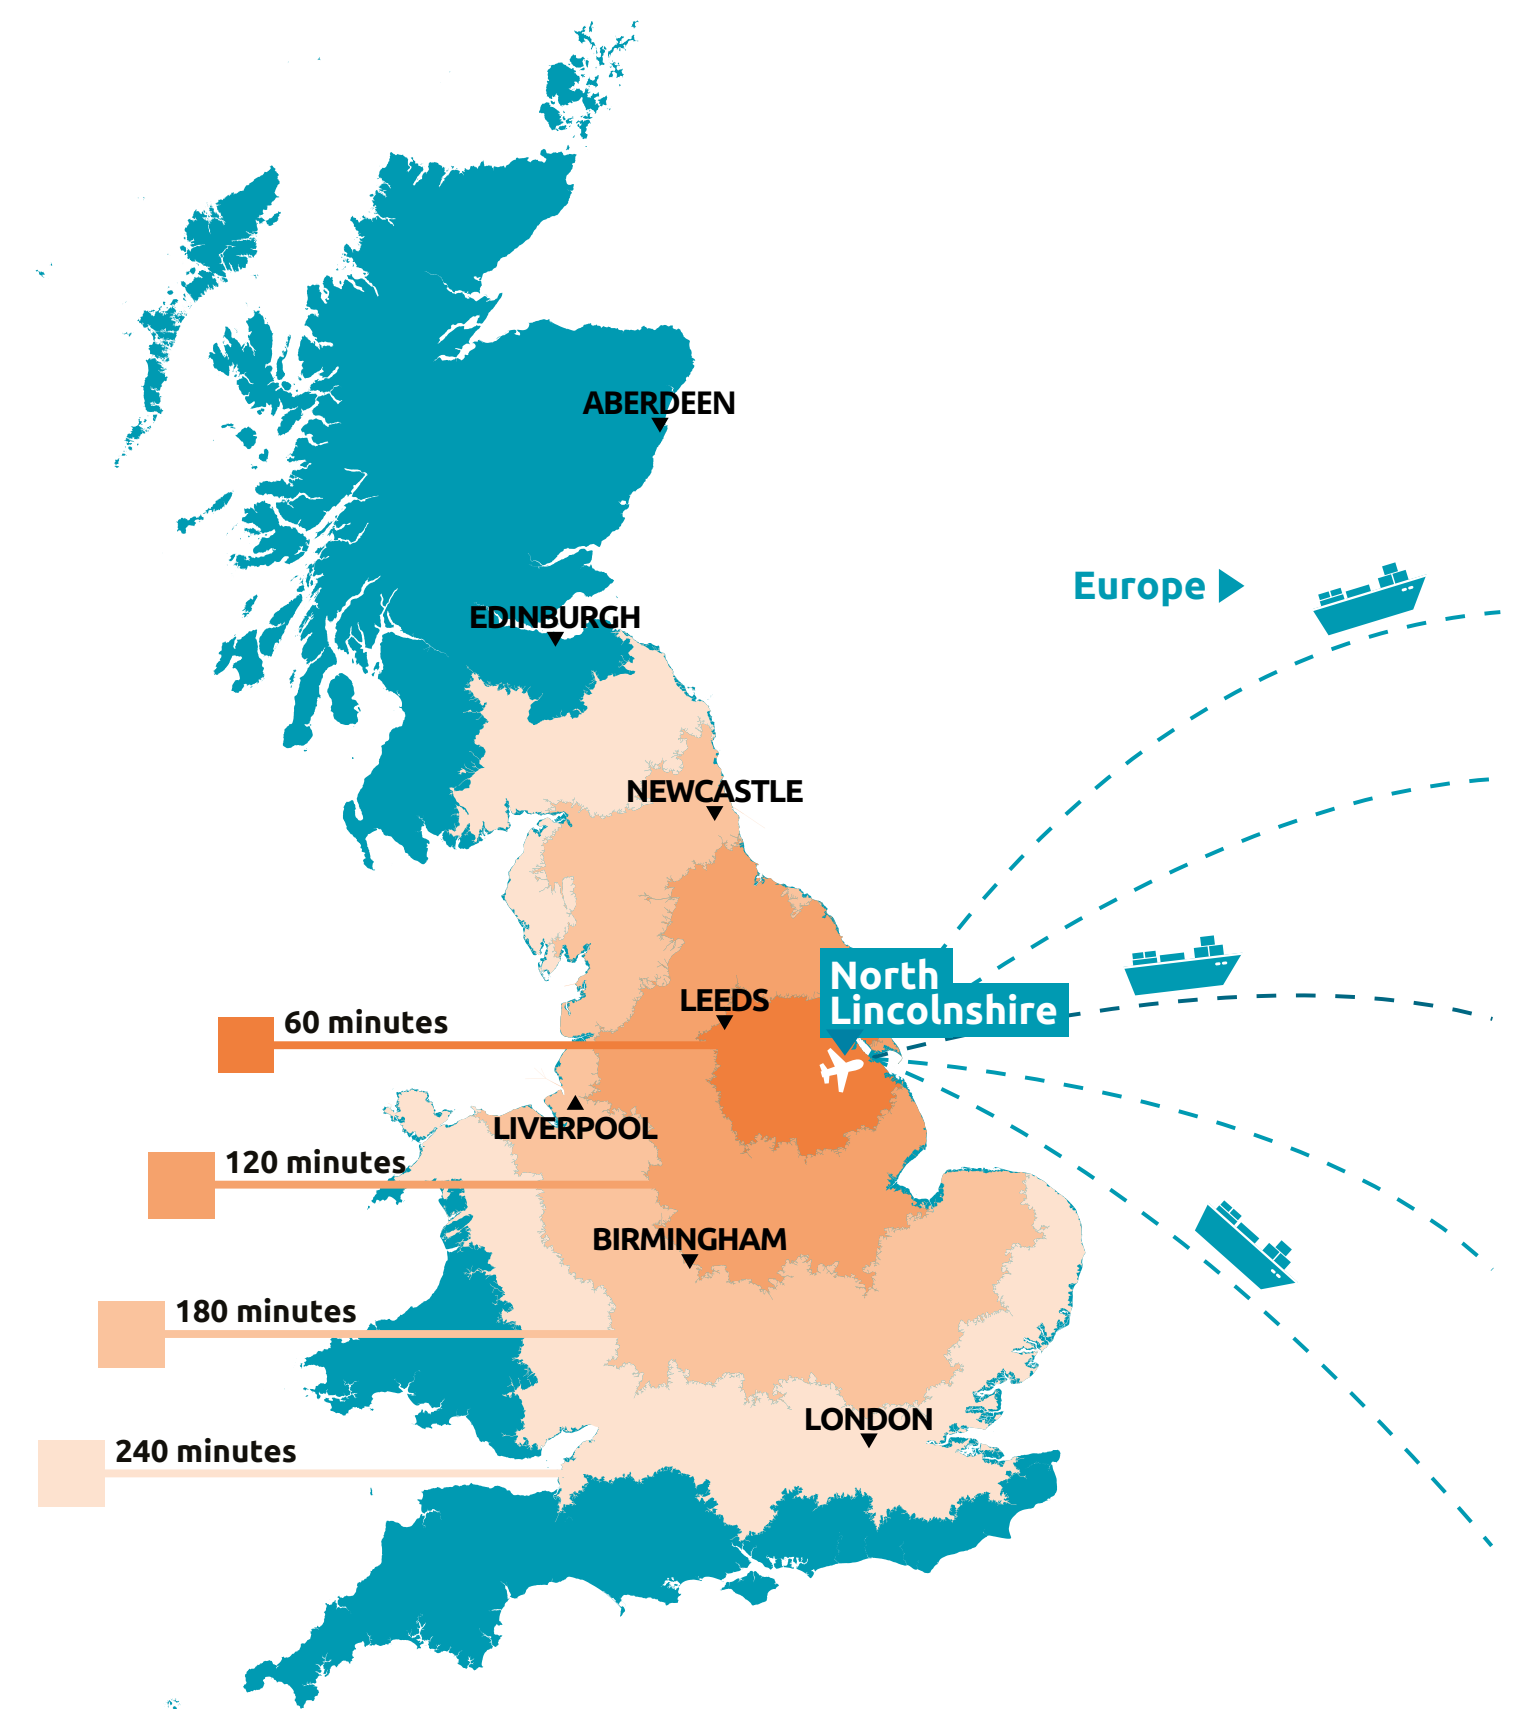 ABERDEEN
Europe
EDINBURGH
NEWCASTLE
North
Lincolnshire
LEEDS
60 minutes
LIVERPOOL
120 minutes
BIRMINGHAM
180 minutes
LONDON
240 minutes